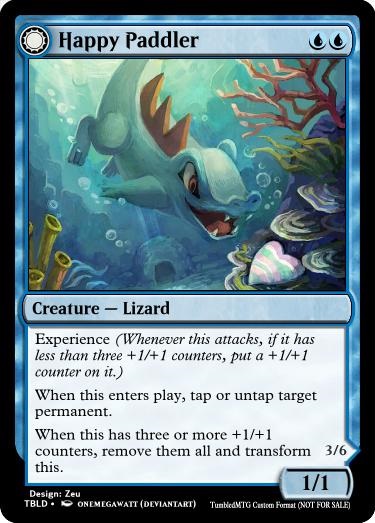 Happy Paddler
Creature — Lizard
Experience (Whenever this attacks, if it has
less than three +1/+1 counters, put a +1/+1
counter on it.)
When this enters play, tap or untap target
permanent.
When this has three or more +1/+1
counters, remove them all and transform
this.
3/6
1/1
Design: Zeu
TBLD • ONEMEGAWATT (DEVIANTART)
TumbledMTG Custom Format (NOT FOR SALE)